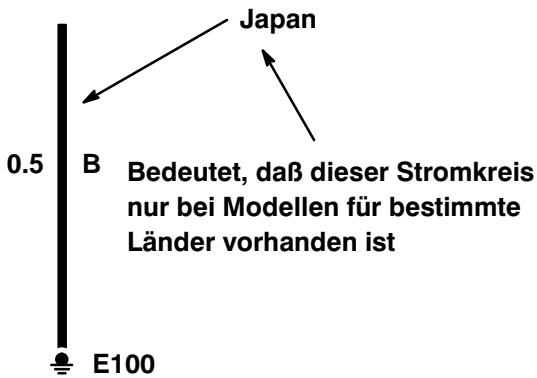 Japan
0.5 B
Bedeutet, daß dieser Stromkreis
nur bei Modellen für bestimmte
Länder vorhanden ist
E100